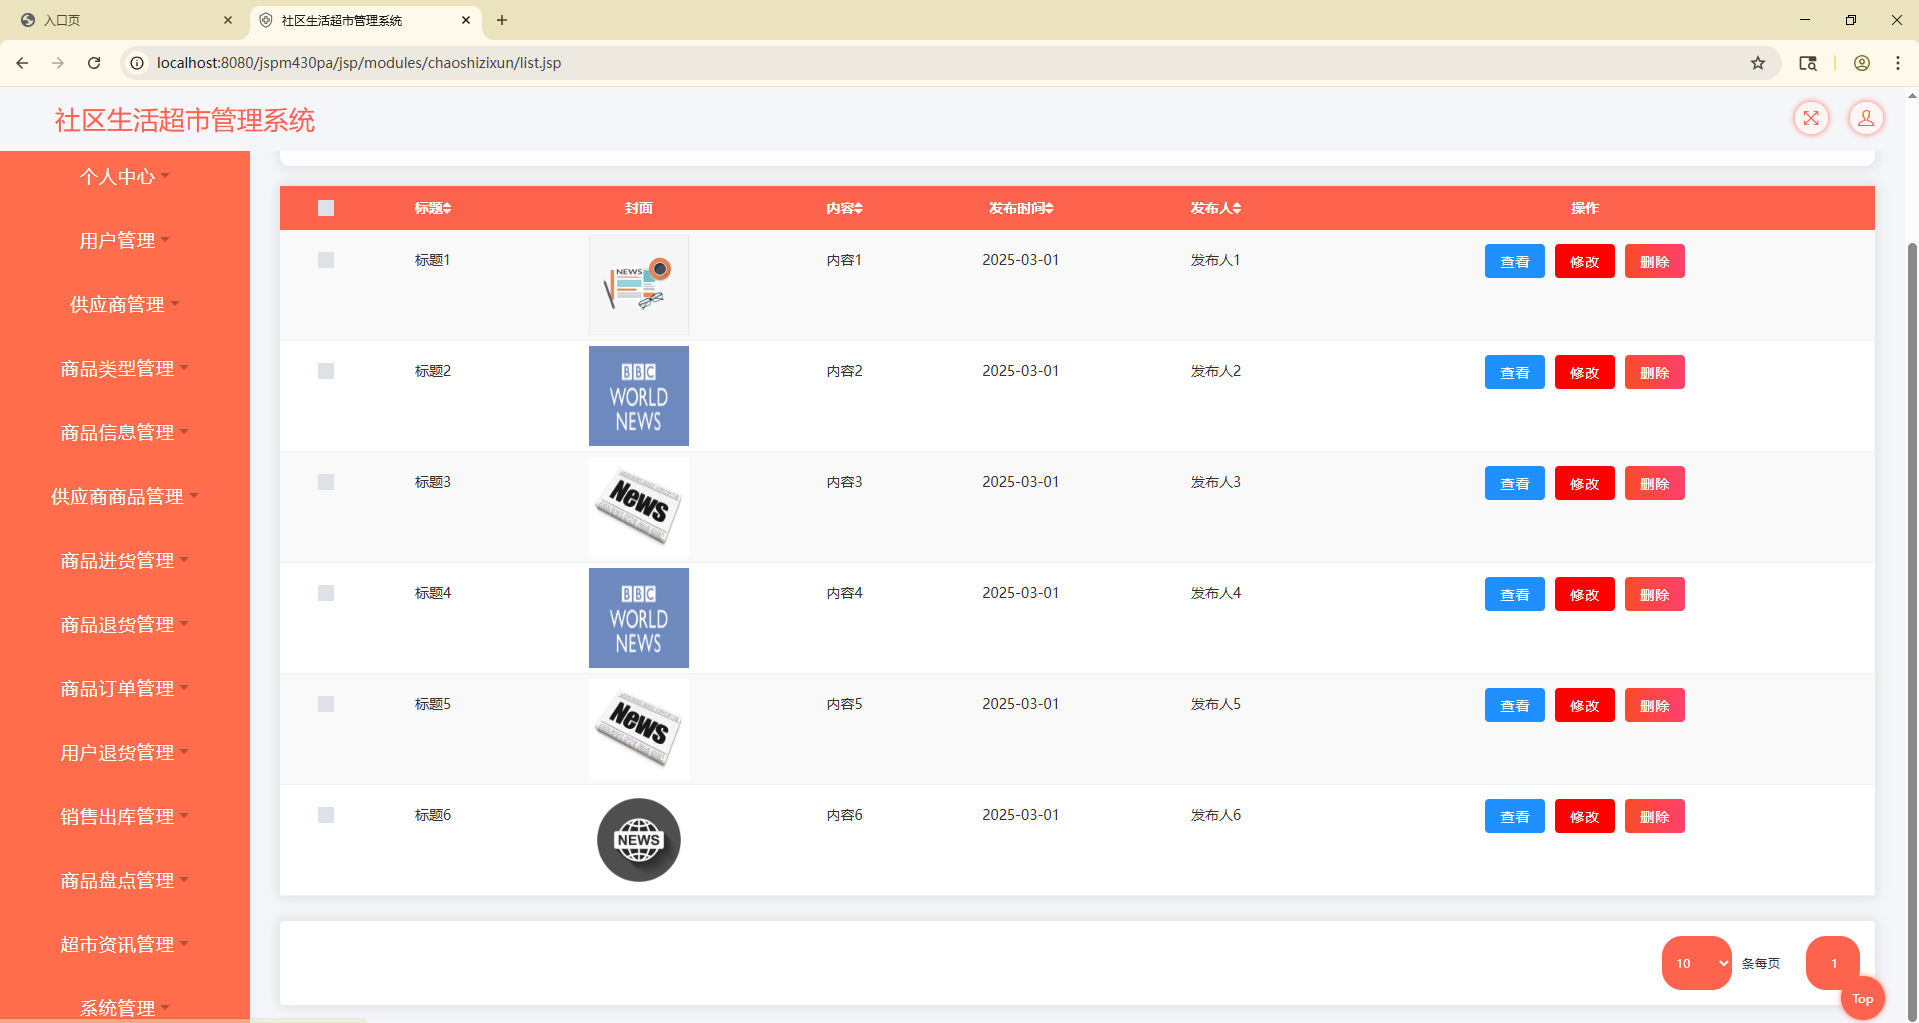 入口页
社区生活超市管理系统
localhost:8080/jspm430pa/jsp/modules/chaoshizixun/list.jsp
社区生活超市管理系统
个人中心
用户管理
供应商管理
商品类型管理
商品信息管理
供应商商品管理
商品进货管理
商品退货管理
商品订单管理
用户退货管理
销售出库管理
商品盘点管理
超市资讯管理
系统管理
标题 封面 内容 发布时间 发布人 操作
标题1 NEWS 内容1 2025-03-01 发布人1 查看 修改 删除
标题2 BBC WORLD NEWS 内容2 2025-03-01 发布人2 查看 修改 删除
标题3 News 内容3 2025-03-01 发布人3 查看 修改 删除
标题4 BBC WORLD NEWS 内容4 2025-03-01 发布人4 查看 修改 删除
标题5 News 内容5 2025-03-01 发布人5 查看 修改 删除
标题6 NEWS 内容6 2025-03-01 发布人6 查看 修改 删除
10 条每页 1
Top